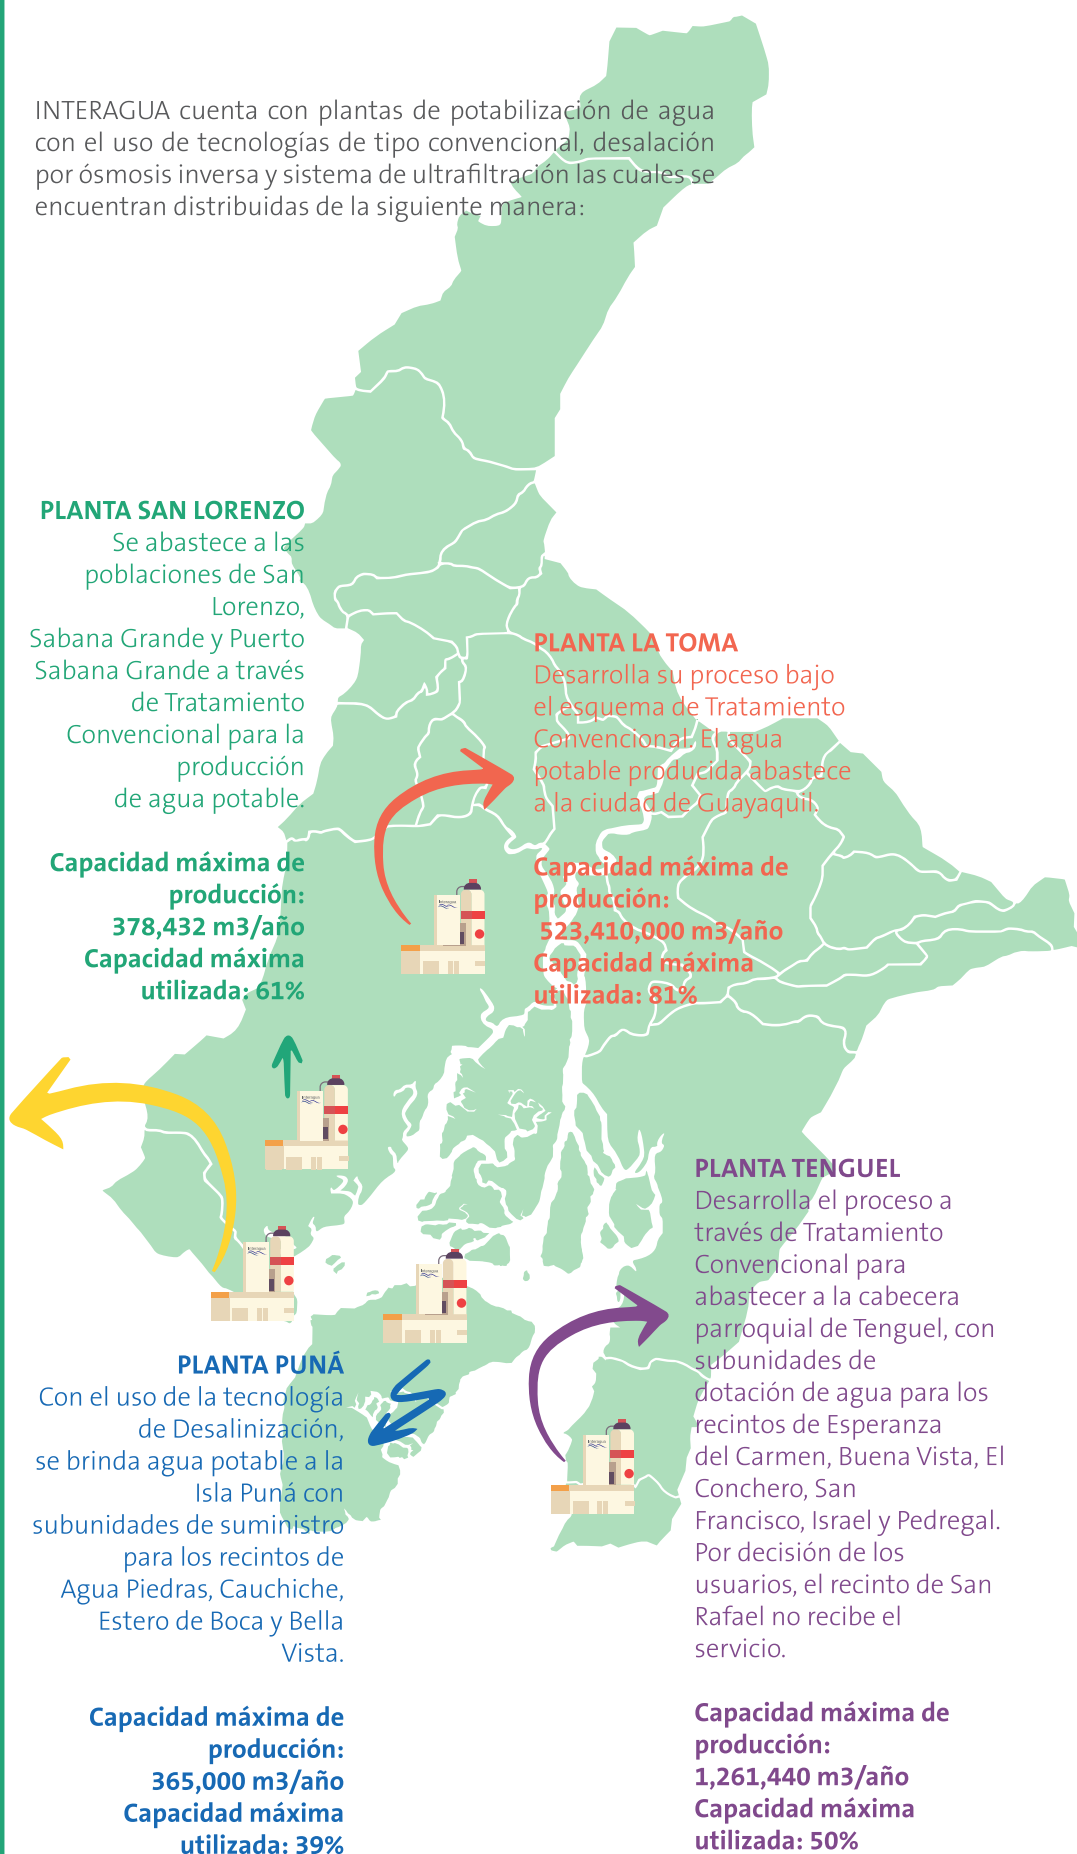 INTERAGUA cuenta con plantas de potabilización de agua
con el uso de tecnologías de tipo convencional, desalación
por ósmosis inversa y sistema de ultrafiltración las cuales se
encuentran distribuidas de la siguiente manera:
PLANTA SAN LORENZO
Se abastece a las
poblaciones de San
Lorenzo,
Sabana Grande y Puerto
Sabana Grande a través
de Tratamiento
Convencional para la
producción
de agua potable.
Capacidad máxima de
producción:
378,432 m3/año
Capacidad máxima
utilizada: 61%
PLANTA LA TOMA
Desarrolla su proceso bajo
el esquema de Tratamiento
Convencional. El agua
potable producida abastece
a la ciudad de Guayaquil.
Capacidad máxima de
producción:
523,410,000 m3/año
Capacidad máxima
utilizada: 81%
Interagua
Interagua
Interagua
Interagua
Interagua
PLANTA PUNÁ
Con el uso de la tecnología
de Desalinización,
se brinda agua potable a la
Isla Puná con
subunidades de suministro
para los recintos de
Agua Piedras, Cauchiche,
Estero de Boca y Bella
Vista.
Capacidad máxima de
producción:
365,000 m3/año
Capacidad máxima
utilizada: 39%
PLANTA TENGUEL
Desarrolla el proceso a
través de Tratamiento
Convencional para
abastecer a la cabecera
parroquial de Tenguel, con
subunidades de
dotación de agua para los
recintos de Esperanza
del Carmen, Buena Vista, El
Conchero, San
Francisco, Israel y Pedregal.
Por decisión de los
usuarios, el recinto de San
Rafael no recibe el
servicio.
Capacidad máxima de
producción:
1,261,440 m3/año
Capacidad máxima
utilizada: 50%